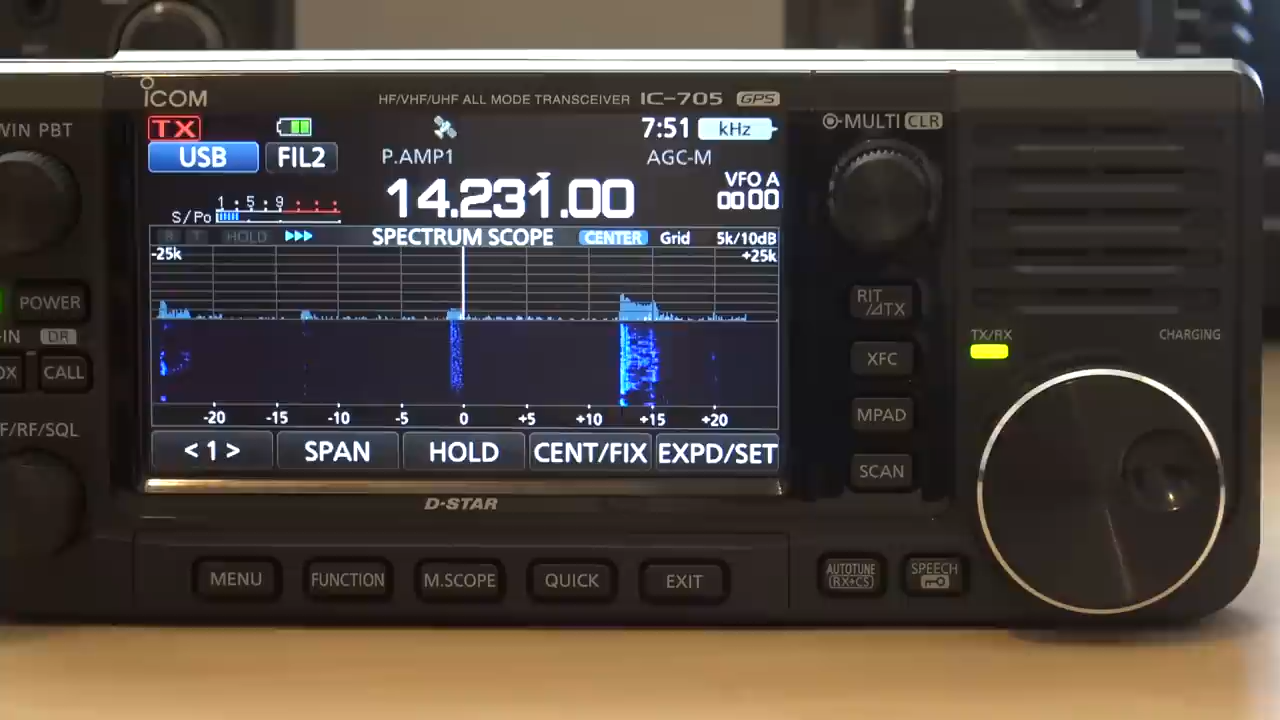 ICOM
HF/VHF/UHF ALL MODE TRANSCEIVER IC-705 GPS
WIN PBT
TX
7:51 kHz
MULTI CLR
USB FIL2 P.AMP1 AGC-M
14.231.00
VFO A
00 00
S/Po 1 5 9
HOLD
SPECTRUM SCOPE CENTER Grid 5k/10dB
-25k +25k
POWER
RIT
/⊿TX
-IN DR
TX/RX CHARGING
XFC
OX CALL
-20 -15 -10 -5 0 +5 +10 +15 +20
MPAD
F/RF/SQL
<1> SPAN HOLD CENT/FIX EXPD/SET
SCAN
D-STAR
MENU FUNCTION M.SCOPE QUICK EXIT
AUTOTUNE
RX→CS
SPEECH